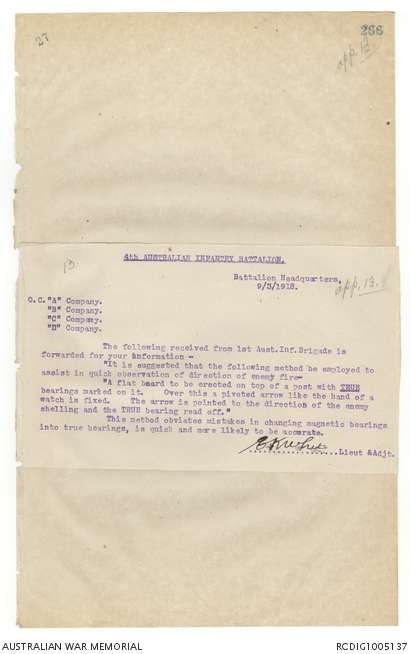 27
266
app. 13
4th AUSTRALIAN INFANTRY BATTALION.
13
Battalion Headquarters,
9/3/1918.
app. 13.
O.C. "A" Company.
"B" Company.
"C" Company.
"D" Company.
The following received from 1st Aust.Inf.Brigade is
forwarded for your information -
"It is suggested that the following method be employed to
assist in quick observation of direction of enemy fire-
"A flat board to be erected on top of a post with TRUE
bearings marked on it. Over this a pivoted arrow like the hand of a
watch is fixed. The arrow is pointed to the direction of the enemy
shelling and the TRUE bearing read off."
This method obviates mistakes in changing magnetic bearings
into true bearings, is quick and more likely to be accurate.
..................Lieut &Adjt.
AUSTRALIAN WAR MEMORIAL
RCDIG1005137